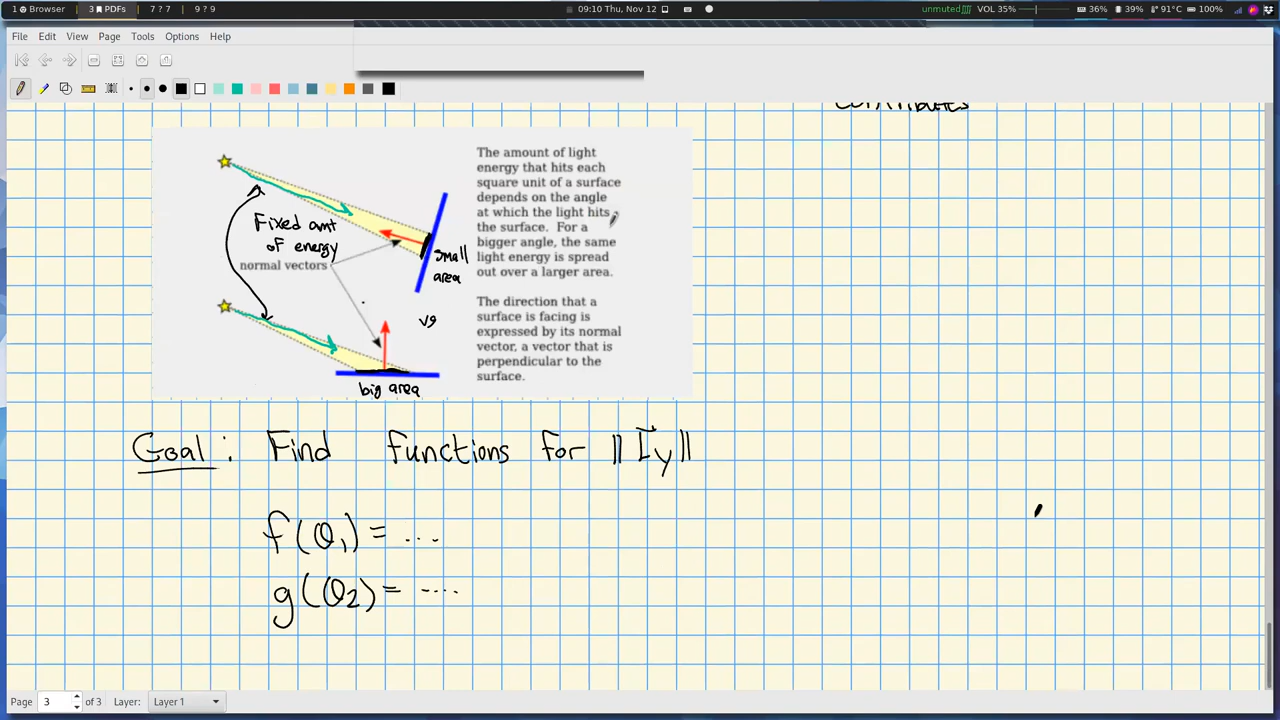 1 Browser 3 PDFs 7 ? 7 9 ? 9 09:10 Thu, Nov 12 unmuted VOL 35% 36% 39% 91°C 100%
File Edit View Page Tools Options Help
contributes
The amount of light
energy that hits each
square unit of a surface
depends on the angle
at which the light hits
the surface. For a
bigger angle, the same
light energy is spread
out over a larger area.
The direction that a
surface is facing is
expressed by its normal
vector, a vector that is
perpendicular to the
surface.
Fixed amt
of energy
normal vectors
small
area
vs
big area
Goal: Find functions for ||I⃗y||
f(θ₁) = ...
g(θ₂) = ....
Page 3 of 3 Layer: Layer 1